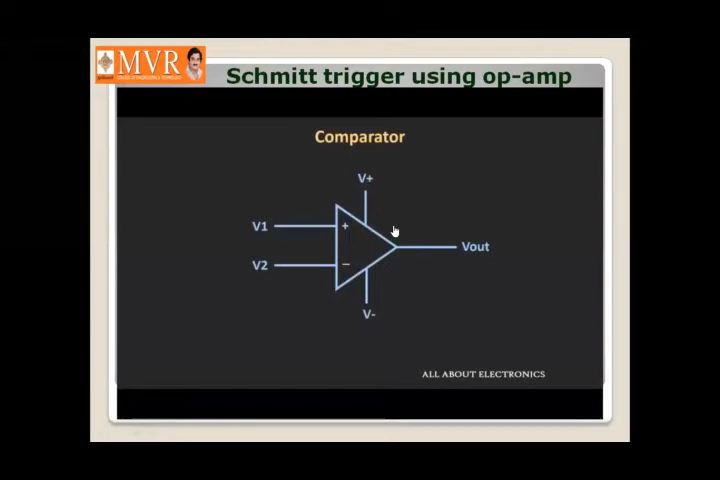 MVR
Schmitt trigger using op-amp
Comparator
V+
V1
+
Vout
V2
−
V-
ALL ABOUT ELECTRONICS